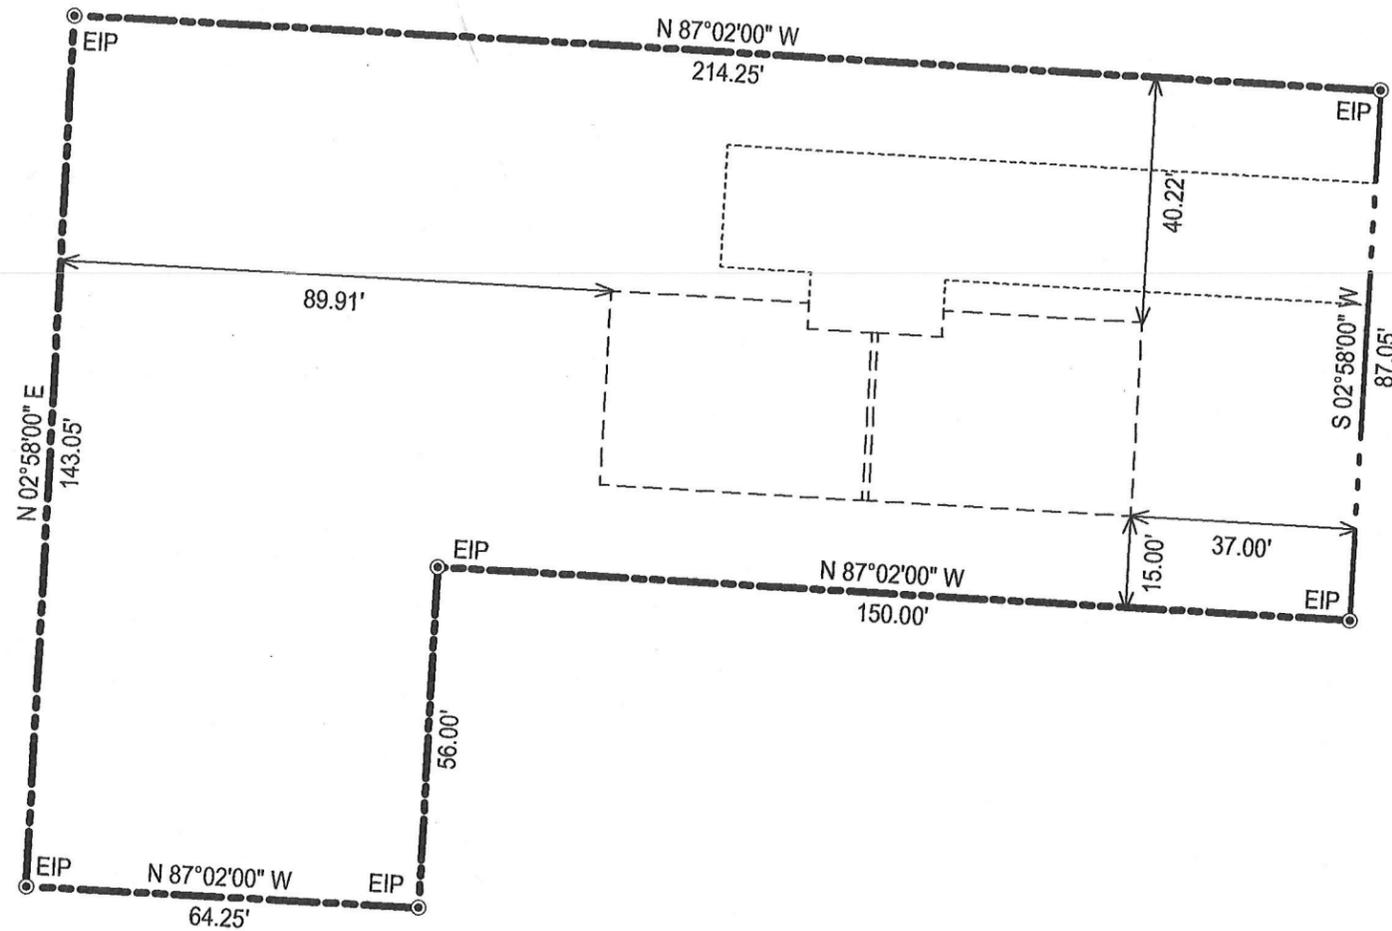 N 87°02'00" W
214.25'
EIP
EIP
40.22'
89.91'
S 02°58'00" W
87.05'
N 02°58'00" E
143.05'
EIP
N 87°02'00" W
150.00'
15.00'
37.00'
EIP
56.00'
EIP
N 87°02'00" W
64.25'
EIP